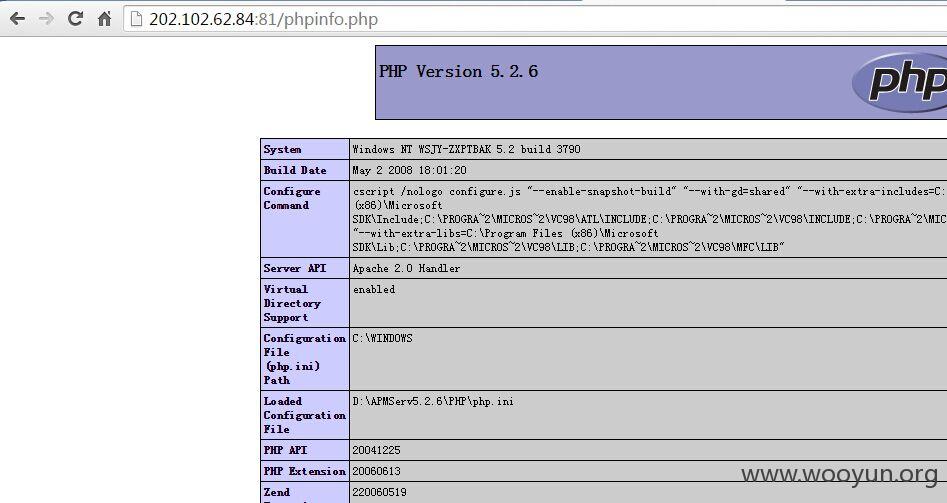 202.102.62.84:81/phpinfo.php
PHP Version 5.2.6
php
System Windows NT WSJY-ZXPTBAK 5.2 build 3790
Build Date May 2 2008 18:01:20
Configure Command cscript /nologo configure.js "--enable-snapshot-build" "--with-gd=shared" "--with-extra-includes=C:
(x86)\Microsoft
SDK\Include;C:\PROGRA~2\MICROS~2\VC98\ATL\INCLUDE;C:\PROGRA~2\MICROS~2\VC98\INCLUDE;C:\PROGRA~2\MIC
"--with-extra-libs=C:\Program Files (x86)\Microsoft
SDK\Lib;C:\PROGRA~2\MICROS~2\VC98\LIB;C:\PROGRA~2\MICROS~2\VC98\MFC\LIB"
Server API Apache 2.0 Handler
Virtual
Directory
Support
enabled
Configuration
File
(php.ini)
Path
C:\WINDOWS
Loaded
Configuration
File
D:\APMServ5.2.6\PHP\php.ini
PHP API 20041225
PHP Extension 20060613
Zend 220060519
www.wooyun.org